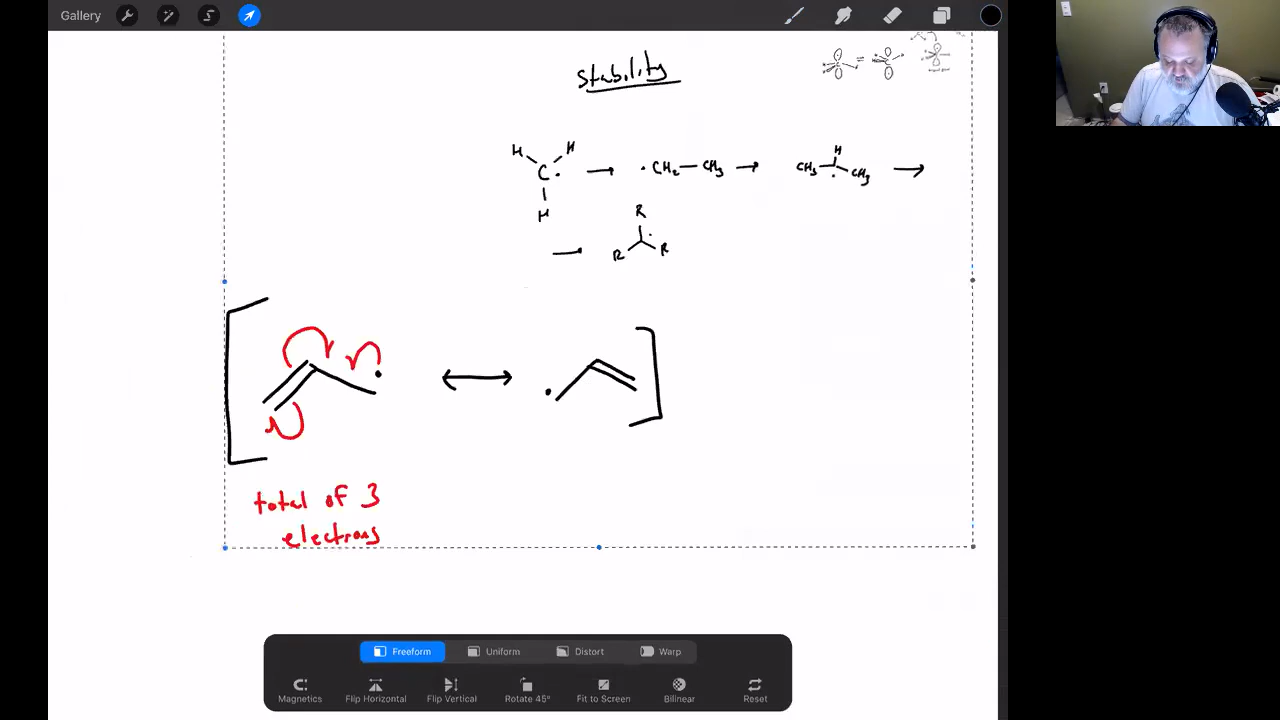 Gallery
Stability
H H
C· → ·CH2—CH3 → CH3 H CH3 →
H
R
R R
total of 3
electrons
Freeform Uniform Distort Warp
Magnetics Flip Horizontal Flip Vertical Rotate 45° Fit to Screen Bilinear Reset